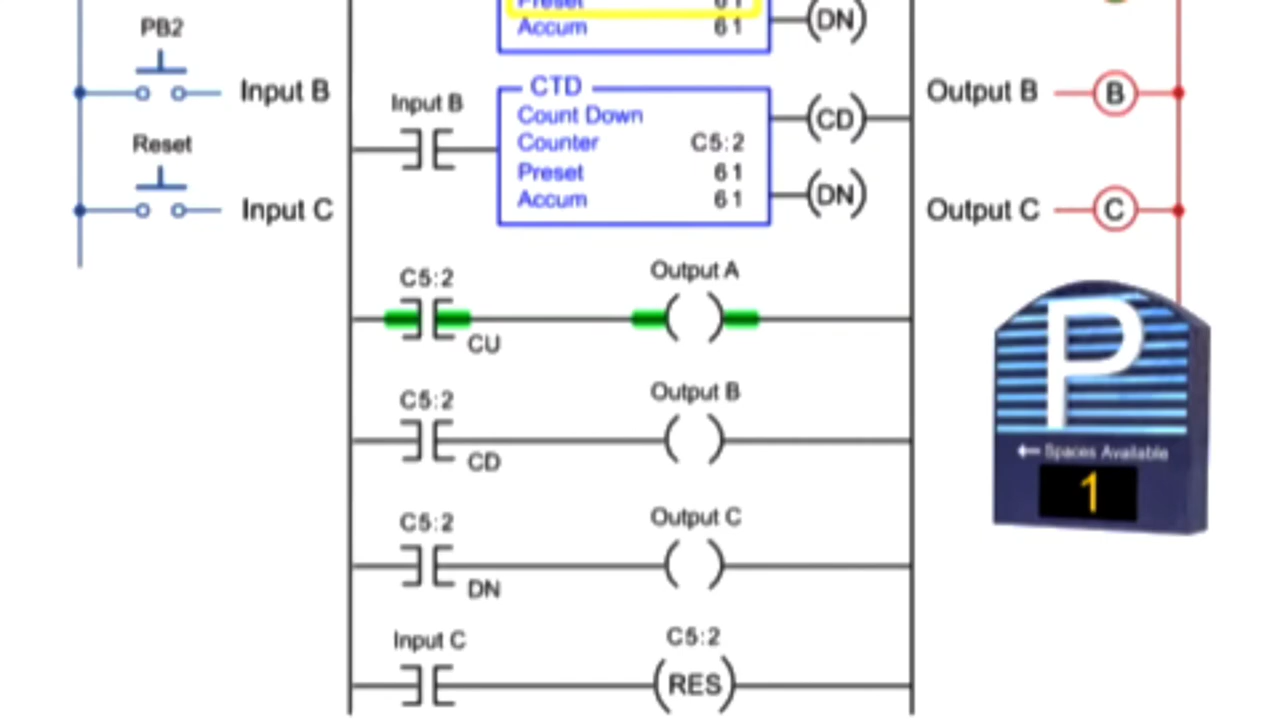 Preset 61
Accum 61
(DN)
PB2
Input B
Reset
Input C
Input B
CTD
Count Down
Counter C5:2
Preset 61
Accum 61
(CD)
(DN)
Output B B
Output C C
C5:2
CU
Output A
C5:2
CD
Output B
C5:2
DN
Output C
Input C
C5:2
(RES)
P
Spaces Available
1